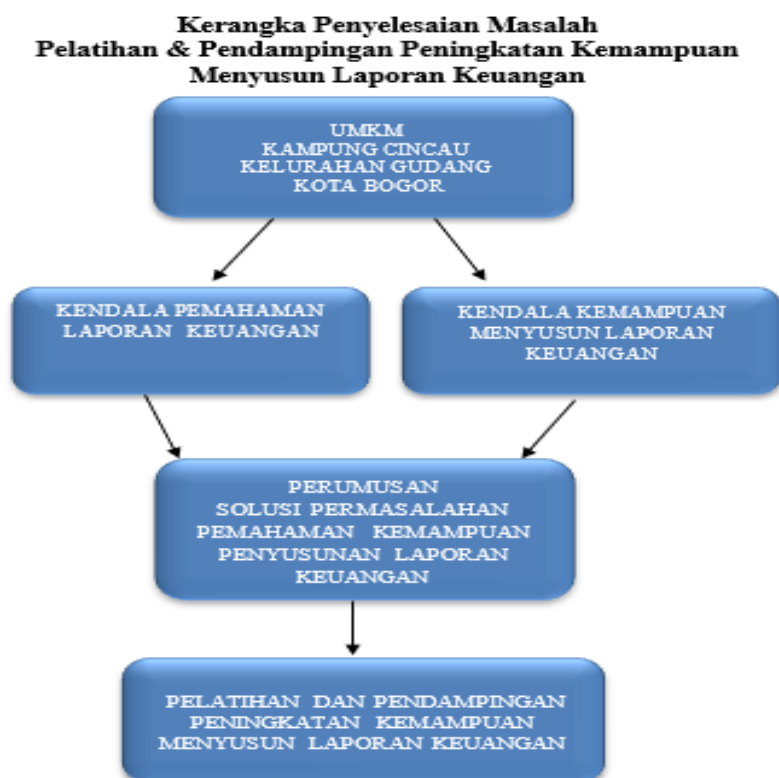 Kerangka Penyelesaian Masalah
Pelatihan & Pendampingan Peningkatan Kemampuan
Menyusun Laporan Keuangan
UMKM
KAMPUNG CINCAU
KELURAHAN GUDANG
KOTA BOGOR
KENDALA PEMAHAMAN
LAPORAN KEUANGAN
KENDALA KEMAMPUAN
MENYUSUN LAPORAN
KEUANGAN
PERUMUSAN
SOLUSI PERMASALAHAN
PEMAHAMAN KEMAMPUAN
PENYUSUNAN LAPORAN
KEUANGAN
PELATIHAN DAN PENDAMPINGAN
PENINGKATAN KEMAMPUAN
MENYUSUN LAPORAN KEUANGAN